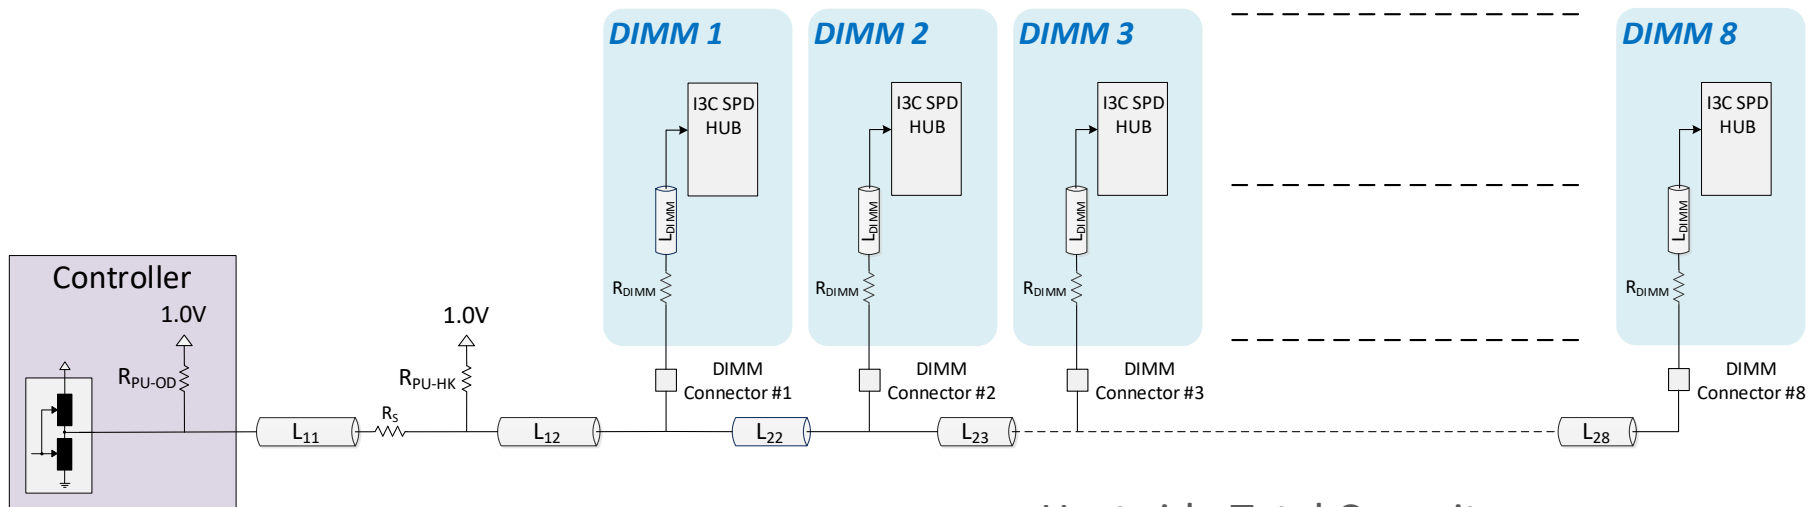 DIMM 1
DIMM 2
DIMM 3
DIMM 8
I3C SPD
HUB
I3C SPD
HUB
I3C SPD
HUB
I3C SPD
HUB
LDIMM
LDIMM
LDIMM
LDIMM
RDIMM
RDIMM
RDIMM
RDIMM
Controller
1.0V
1.0V
RPU-OD
RPU-HK
DIMM
Connector #1
DIMM
Connector #2
DIMM
Connector #3
DIMM
Connector #8
L11
RS
L12
L22
L23
L28